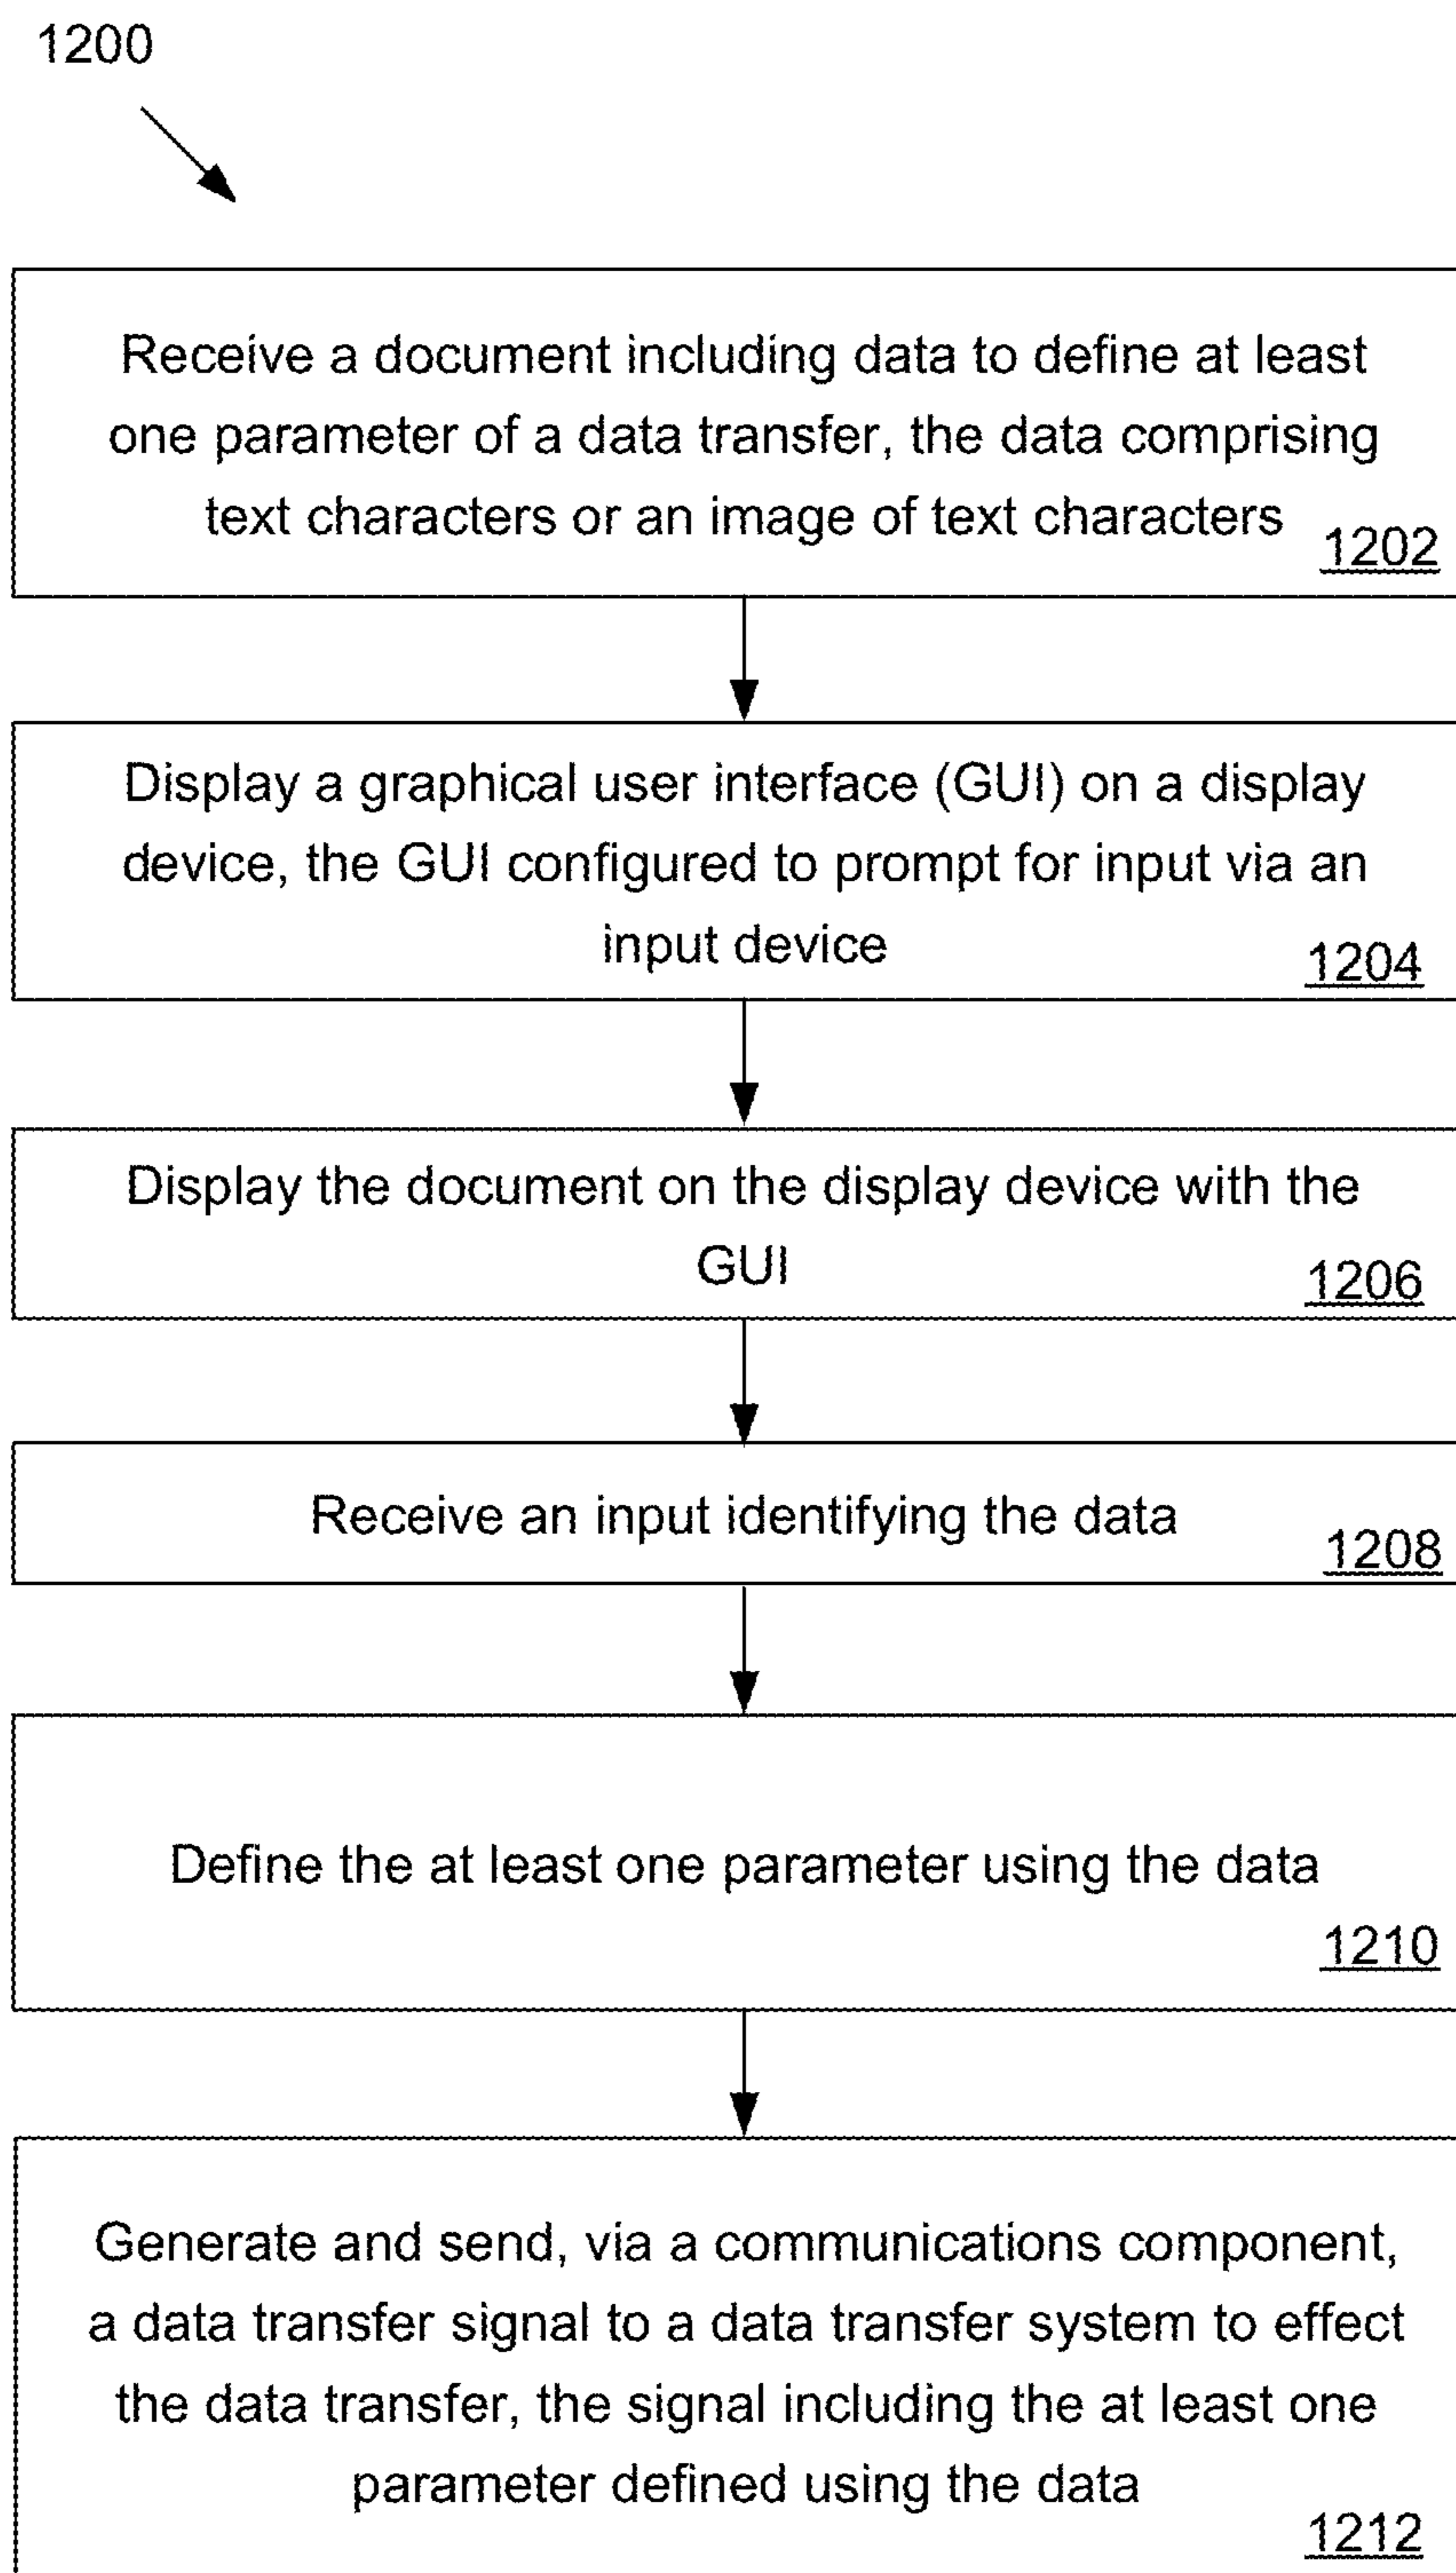 1200
Receive a document including data to define at least
one parameter of a data transfer, the data comprising
text characters or an image of text characters
1202
Display a graphical user interface (GUI) on a display
device, the GUI configured to prompt for input via an
input device
1204
Display the document on the display device with the
GUI
1206
Receive an input identifying the data
1208
Define the at least one parameter using the data
1210
Generate and send, via a communications component,
a data transfer signal to a data transfer system to effect
the data transfer, the signal including the at least one
parameter defined using the data
1212